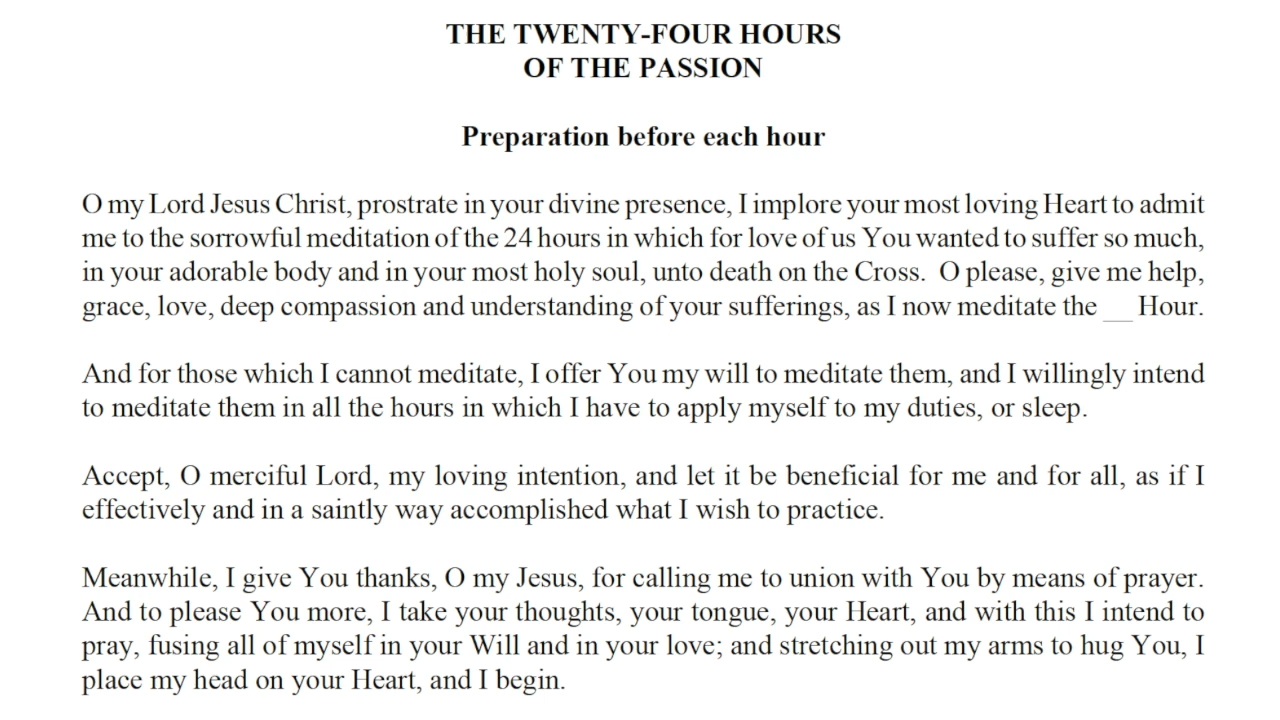 THE TWENTY-FOUR HOURS
OF THE PASSION
Preparation before each hour
O my Lord Jesus Christ, prostrate in your divine presence, I implore your most loving Heart to admit
me to the sorrowful meditation of the 24 hours in which for love of us You wanted to suffer so much,
in your adorable body and in your most holy soul, unto death on the Cross.  O please, give me help,
grace, love, deep compassion and understanding of your sufferings, as I now meditate the __ Hour.
And for those which I cannot meditate, I offer You my will to meditate them, and I willingly intend
to meditate them in all the hours in which I have to apply myself to my duties, or sleep.
Accept, O merciful Lord, my loving intention, and let it be beneficial for me and for all, as if I
effectively and in a saintly way accomplished what I wish to practice.
Meanwhile, I give You thanks, O my Jesus, for calling me to union with You by means of prayer.
And to please You more, I take your thoughts, your tongue, your Heart, and with this I intend to
pray, fusing all of myself in your Will and in your love; and stretching out my arms to hug You, I
place my head on your Heart, and I begin.